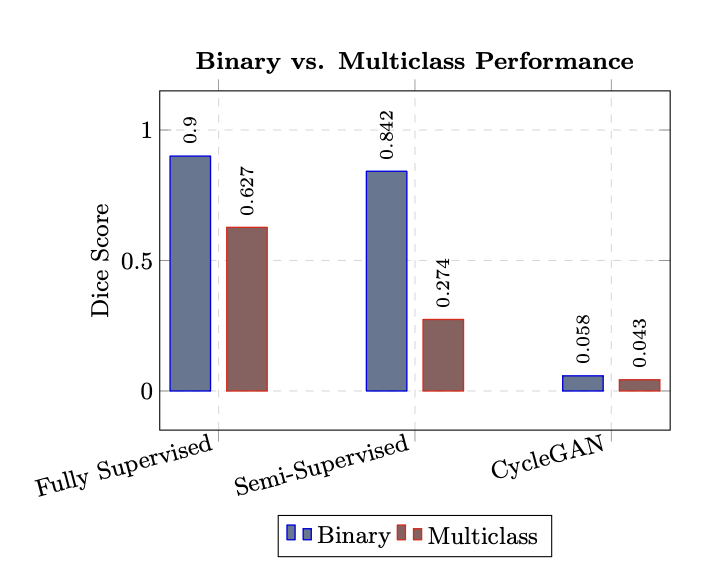 Binary vs. Multiclass Performance
Dice Score
1
0.5
0
0.9
0.627
0.842
0.274
0.058
0.043
Fully Supervised
Semi-Supervised
CycleGAN
Binary
Multiclass